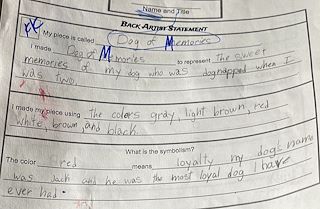 Name and Title
BACK ARTIST STATEMENT
My piece is called Dog of Memories
I made Dog of Memories to represent the sweet
memories of my dog who was dognapped when I
was two.
I made my piece using the colors gray, light brown, red
white, brown, and black.
What is the symbolism?
The color red means loyalty my dog's name
was Jach and he was the most loyal dog I have
ever had.